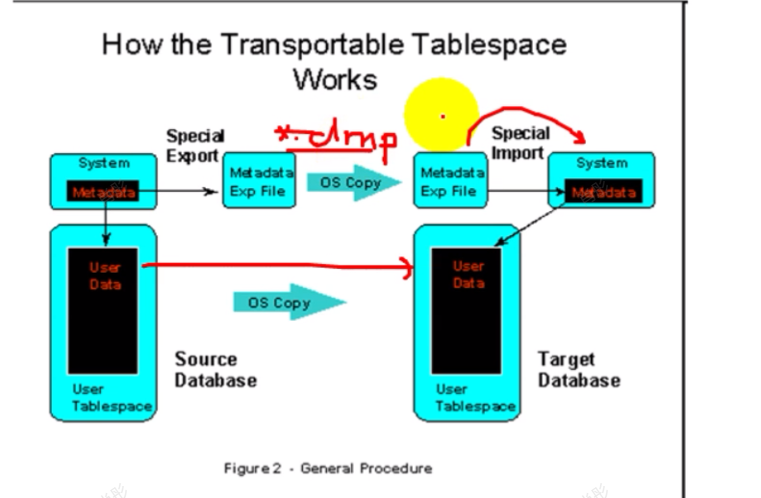 How the Transportable Tablespace
Works
Special
Export
*.dmp
Special
Import
System
Metadata
Metadata
Exp File
OS Copy
Metadata
Exp File
System
Metadata
User
Data
User
Data
OS Copy
Source
Database
Target
Database
User
Tablespace
User
Tablespace
Figure 2 - General Procedure